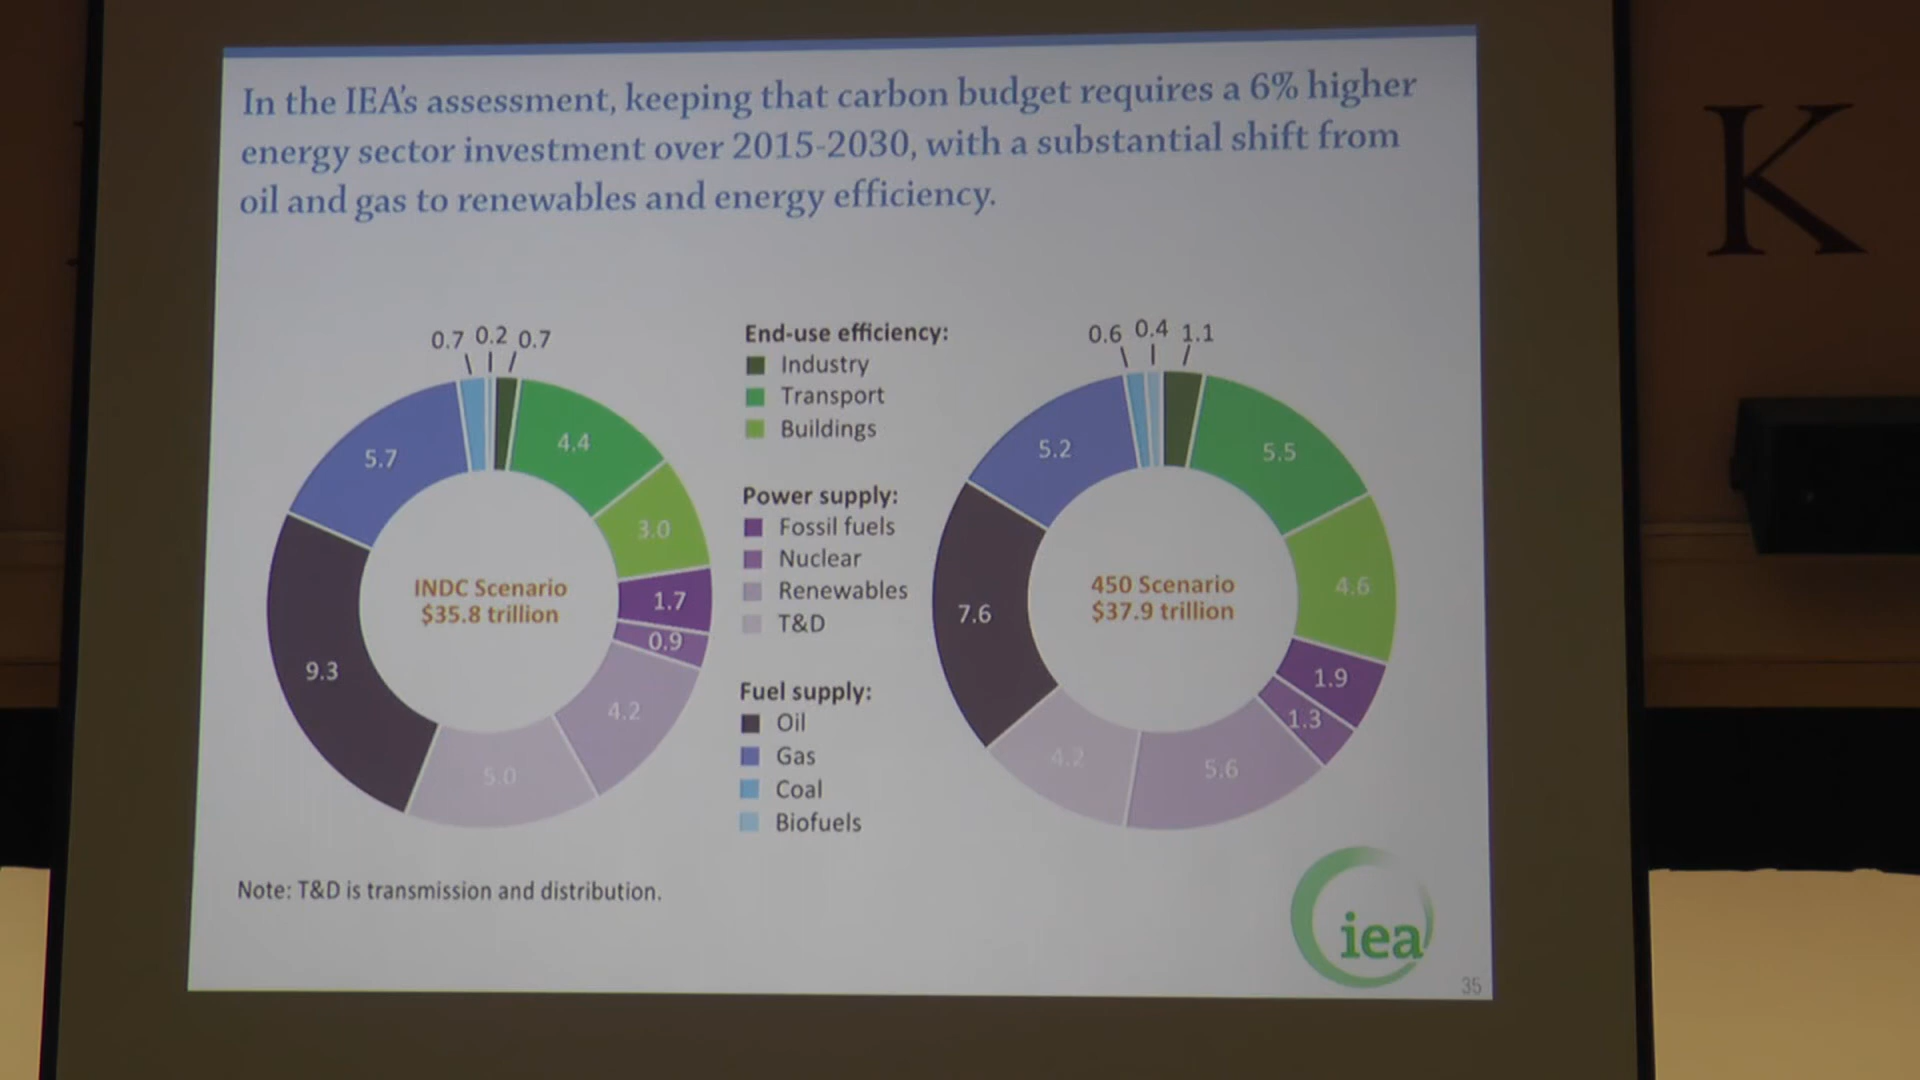 In the IEA's assessment, keeping that carbon budget requires a 6% higher
energy sector investment over 2015-2030, with a substantial shift from
oil and gas to renewables and energy efficiency.
K
0.7 0.2 0.7
5.7
4.4
3.0
1.7
0.9
4.2
5.0
9.3
INDC Scenario
$35.8 trillion
End-use efficiency:
Industry
Transport
Buildings
Power supply:
Fossil fuels
Nuclear
Renewables
T&D
Fuel supply:
Oil
Gas
Coal
Biofuels
0.6 0.4 1.1
5.2
5.5
4.6
1.9
1.3
5.6
4.2
7.6
450 Scenario
$37.9 trillion
Note: T&D is transmission and distribution.
iea
35